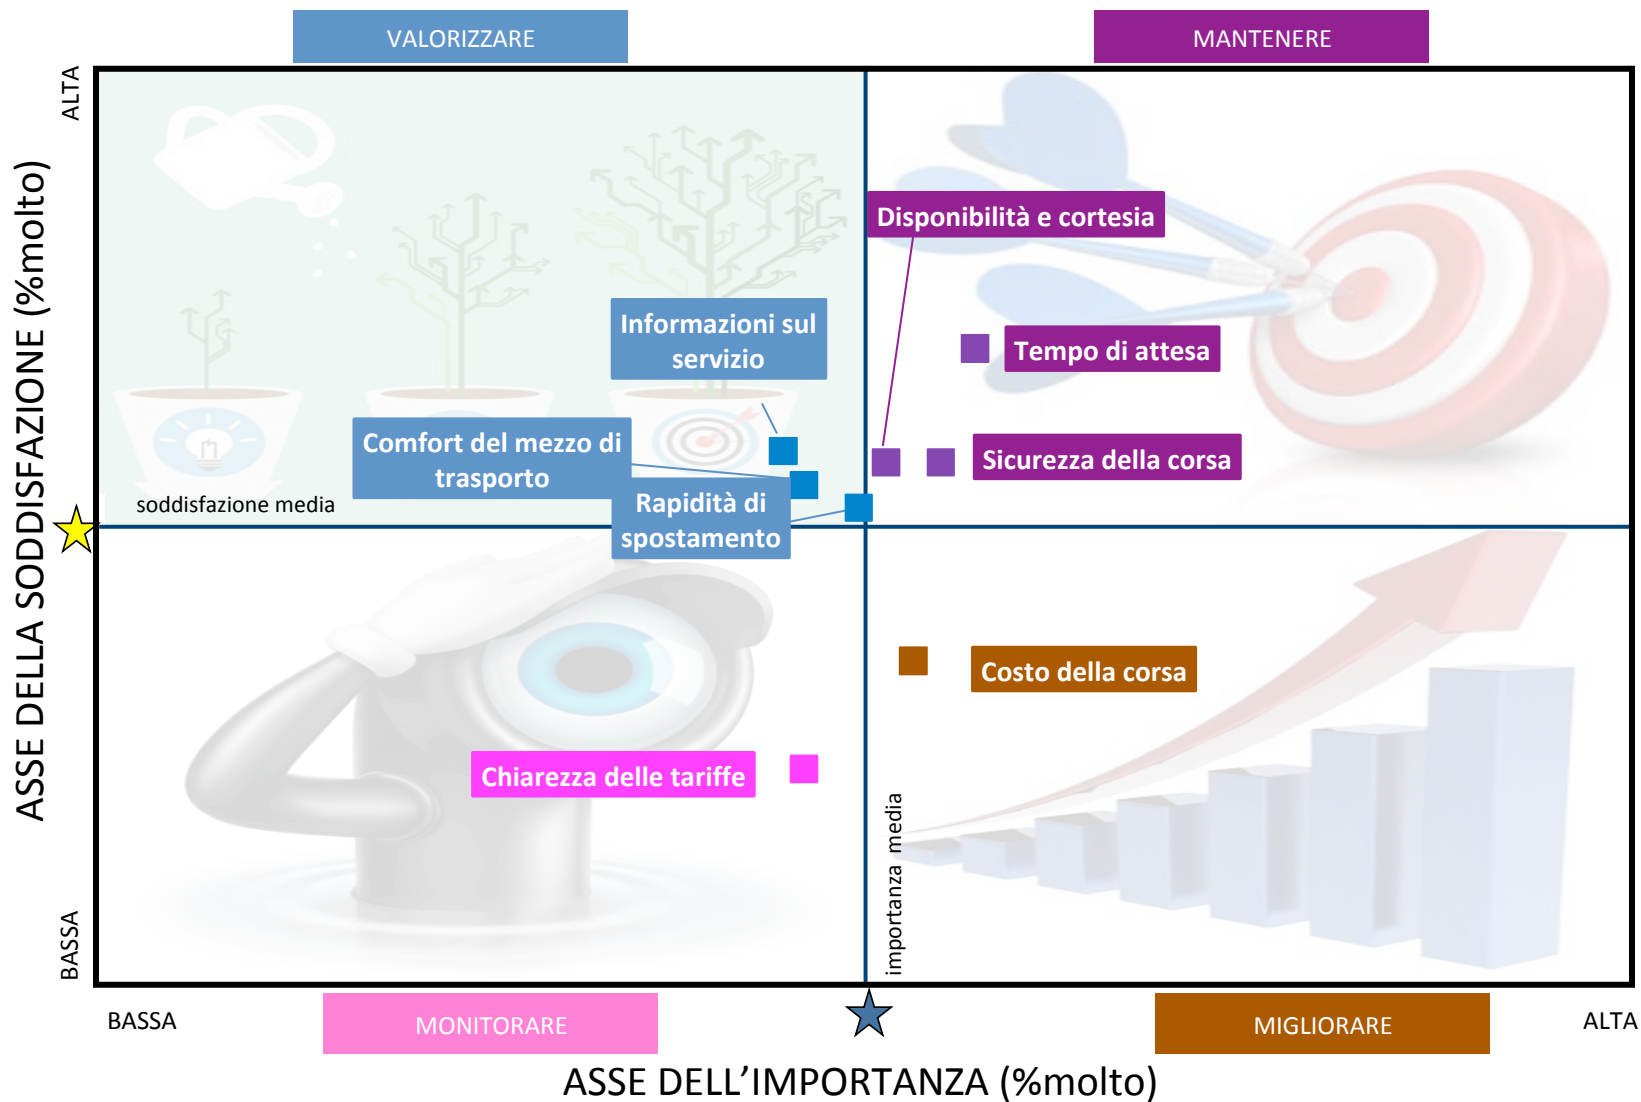 VALORIZZARE
MANTENERE
ALTA
ASSE DELLA SODDISFAZIONE (%molto)
Disponibilità e cortesia
Informazioni sul
servizio
Tempo di attesa
Comfort del mezzo di
trasporto
Sicurezza della corsa
soddisfazione media
Rapidità di
spostamento
Costo della corsa
Chiarezza delle tariffe
importanza media
BASSA
BASSA
MONITORARE
MIGLIORARE
ALTA
ASSE DELL’IMPORTANZA (%molto)